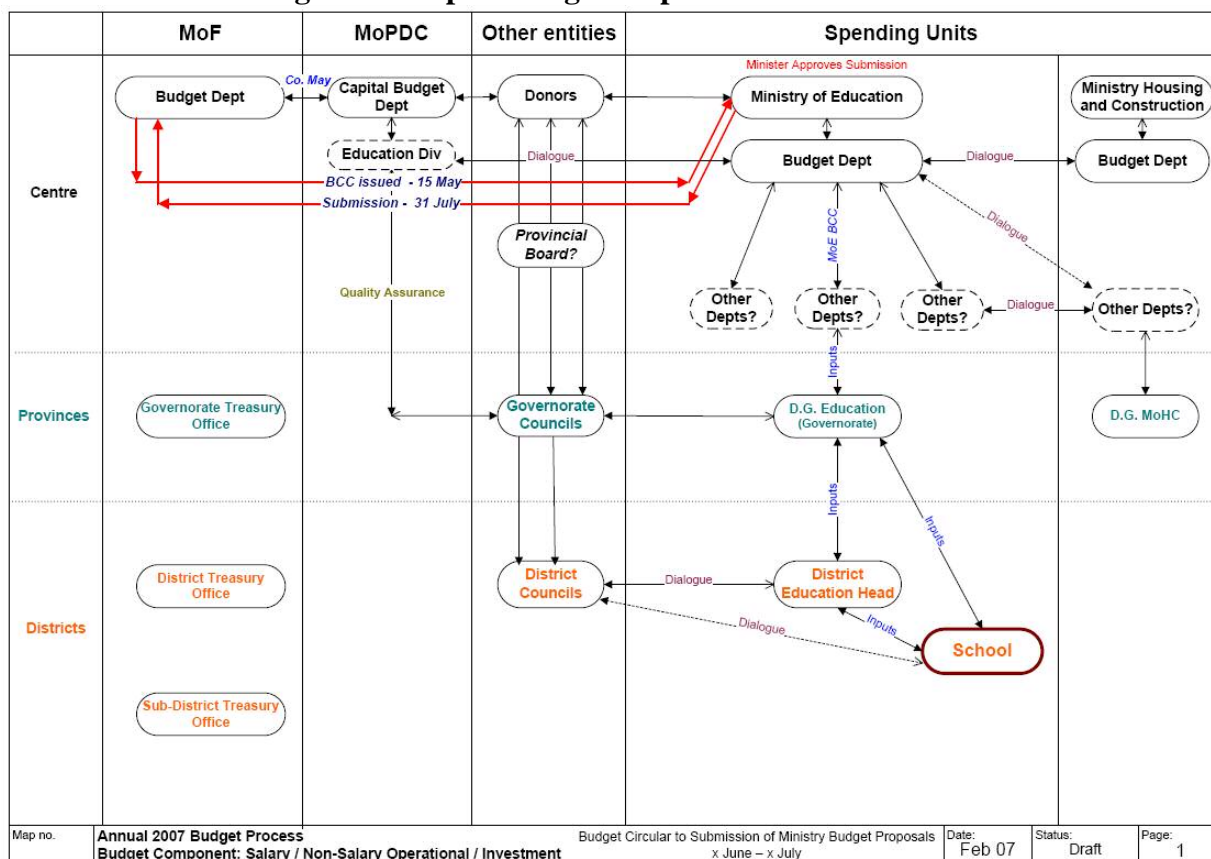 MoF
MoPDC
Other entities
Spending Units
Centre
Budget Dept
Co. May
Capital Budget
Dept
Donors
Minister Approves Submission
Ministry of Education
Ministry Housing
and Construction
Education Div
Dialogue
Budget Dept
Dialogue
Budget Dept
BCC issued - 15 May
Submission - 31 July
Provincial
Board?
MoE BCC
Dialogue
Quality Assurance
Other
Depts?
Other
Depts?
Other
Depts?
Dialogue
Other Depts?
Inputs
Provinces
Governorate Treasury
Office
Governorate
Councils
D.G. Education
(Governorate)
D.G. MoHC
Inputs
Inputs
Districts
District Treasury
Office
District
Councils
Dialogue
District
Education Head
Dialogue
Inputs
School
Sub-District Treasury
Office
Map no.
Annual 2007 Budget Process
Budget Component: Salary / Non-Salary Operational / Investment
Budget Circular to Submission of Ministry Budget Proposals
x June – x July
Date:
Feb 07
Status:
Draft
Page:
1